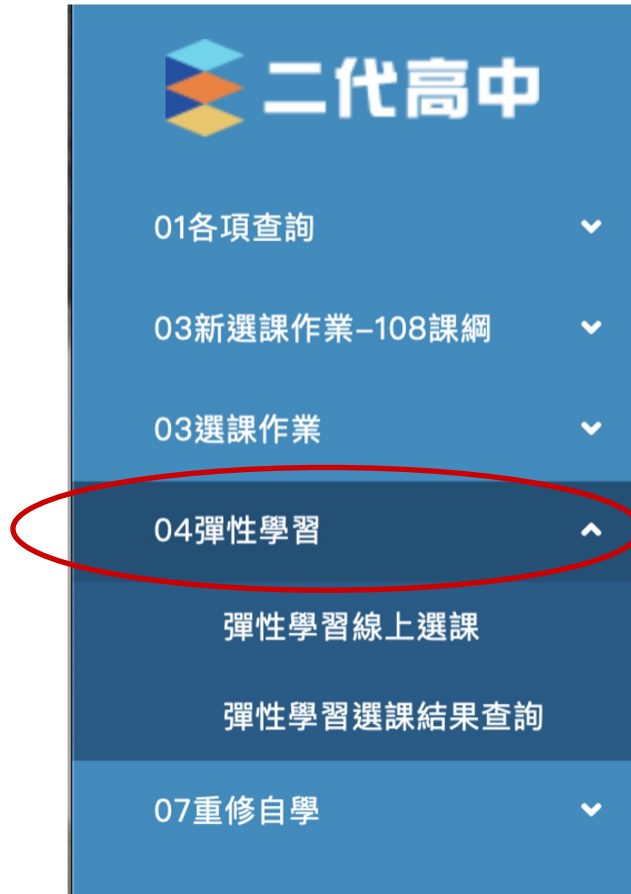 二代高中
01各項查詢
03新選課作業-108課綱
03選課作業
04彈性學習
彈性學習線上選課
彈性學習選課結果查詢
07重修自學